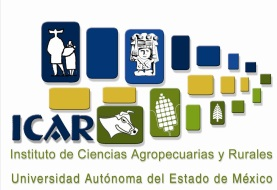 ICAR
Instituto de Ciencias Agropecuarias y Rurales
Universidad Autónoma del Estado de México